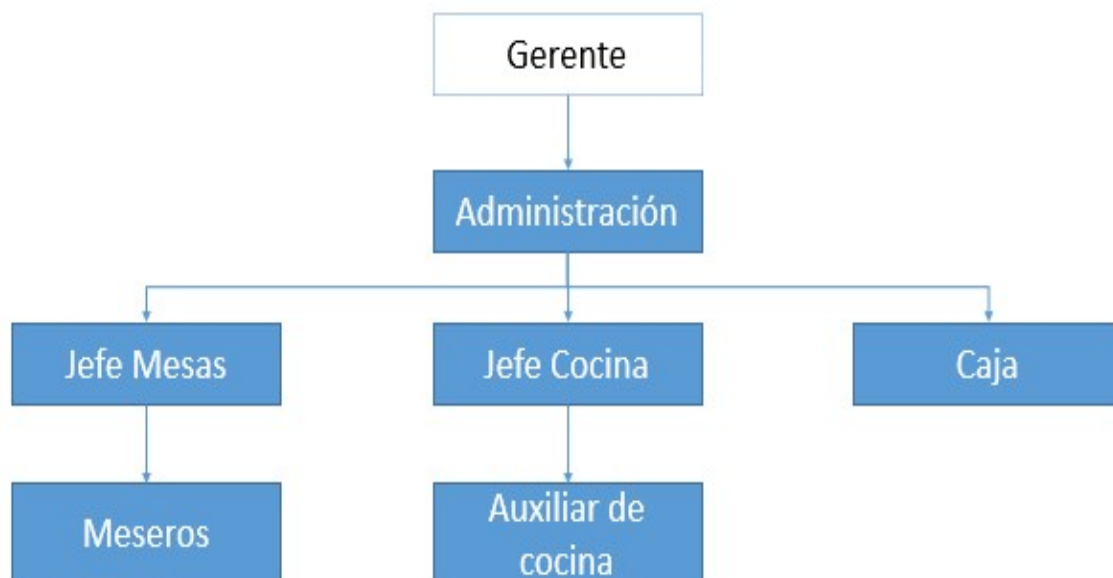 Gerente
Administración
Jefe Mesas
Jefe Cocina
Caja
Meseros
Auxiliar de
cocina